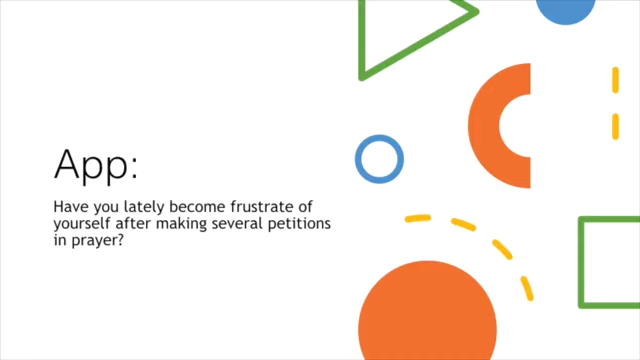 App:
Have you lately become frustrate of
yourself after making several petitions
in prayer?